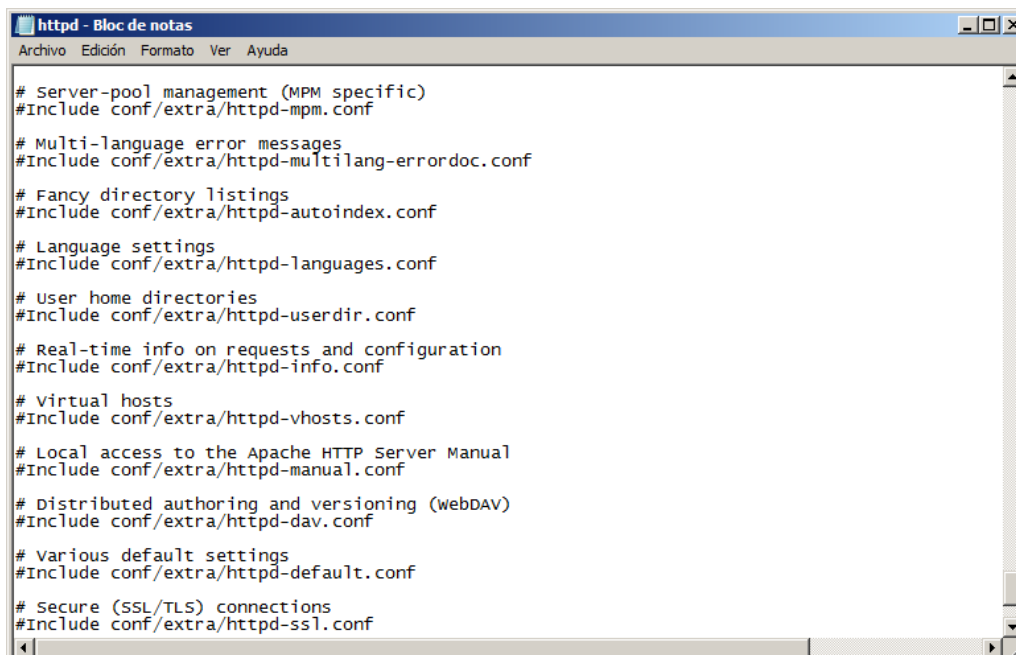 httpd - Bloc de notas
Archivo Edición Formato Ver Ayuda
# Server-pool management (MPM specific)
#Include conf/extra/httpd-mpm.conf
# Multi-language error messages
#Include conf/extra/httpd-multilang-errordoc.conf
# Fancy directory listings
#Include conf/extra/httpd-autoindex.conf
# Language settings
#Include conf/extra/httpd-languages.conf
# User home directories
#Include conf/extra/httpd-userdir.conf
# Real-time info on requests and configuration
#Include conf/extra/httpd-info.conf
# Virtual hosts
#Include conf/extra/httpd-vhosts.conf
# Local access to the Apache HTTP Server Manual
#Include conf/extra/httpd-manual.conf
# Distributed authoring and versioning (WebDAV)
#Include conf/extra/httpd-dav.conf
# Various default settings
#Include conf/extra/httpd-default.conf
# Secure (SSL/TLS) connections
#Include conf/extra/httpd-ssl.conf